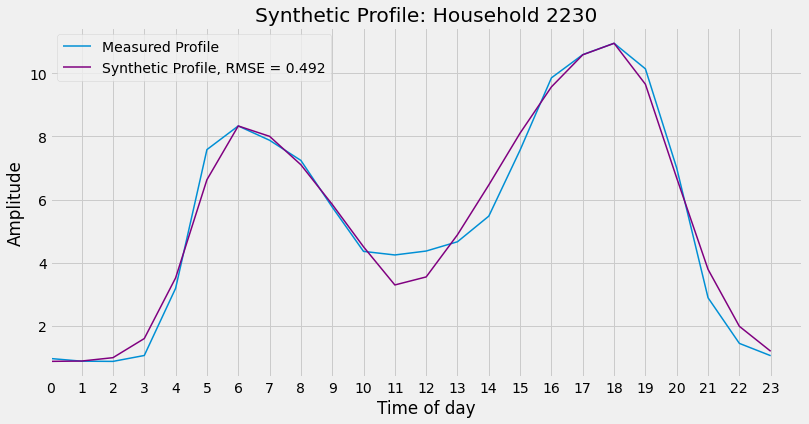 Synthetic Profile: Household 2230
Measured Profile
Synthetic Profile, RMSE = 0.492
Amplitude
10
8
6
4
2
0 1 2 3 4 5 6 7 8 9 10 11 12 13 14 15 16 17 18 19 20 21 22 23
Time of day